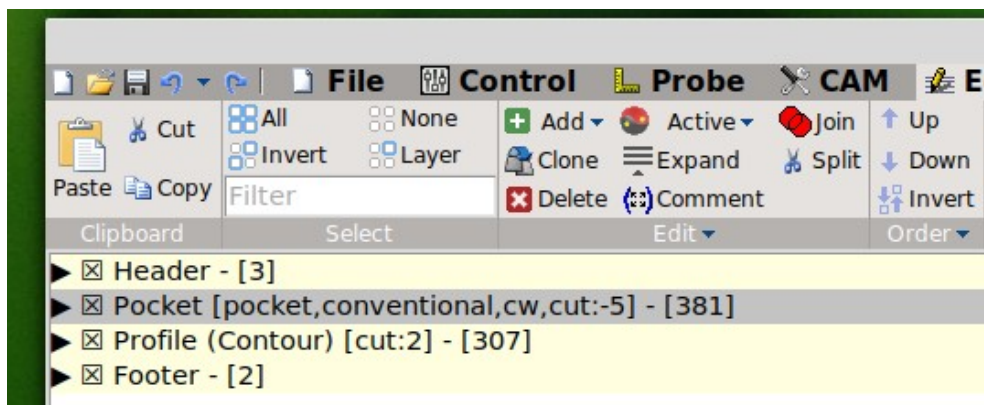 File Control Probe CAM E
Cut All None Add Active Join Up
Invert Layer Clone Expand Split Down
Paste Copy Filter Delete Comment Invert
Clipboard Select Edit Order
Header - [3]
Pocket [pocket,conventional,cw,cut:-5] - [381]
Profile (Contour) [cut:2] - [307]
Footer - [2]